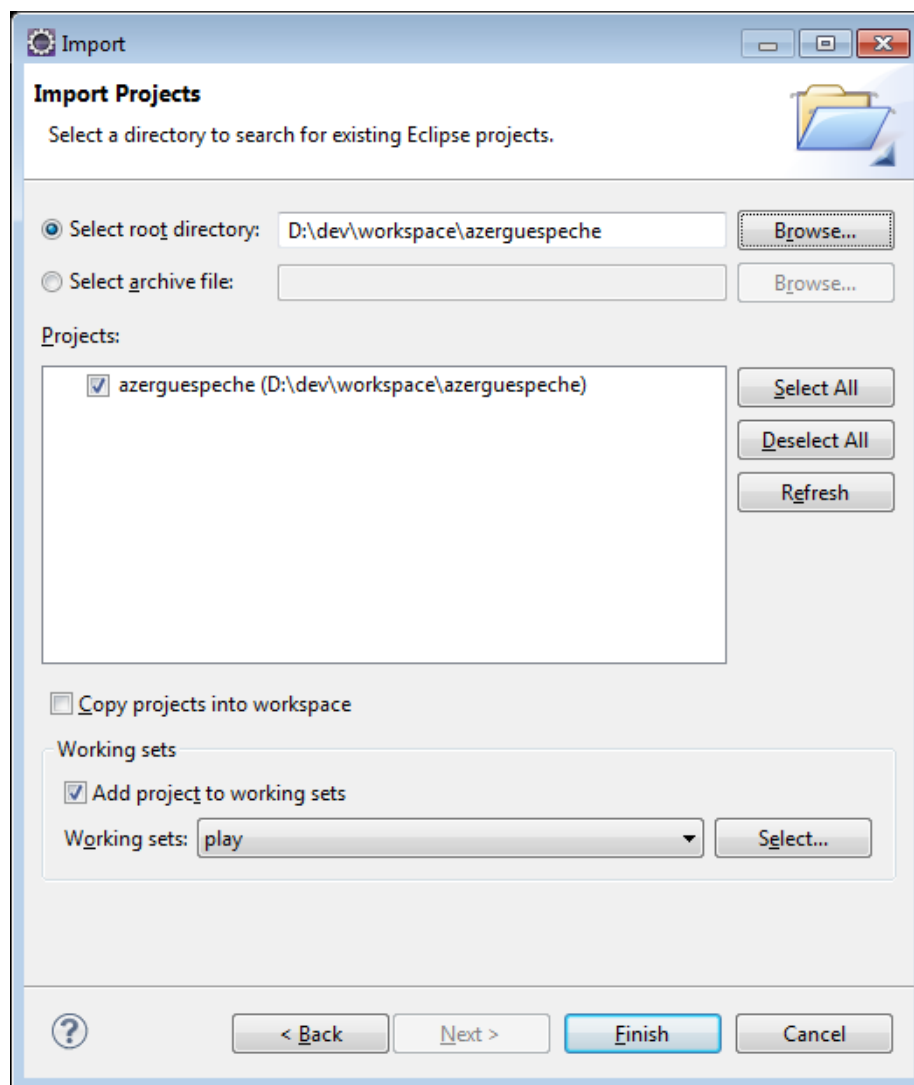 Import
Import Projects
Select a directory to search for existing Eclipse projects.
Select root directory: D:\dev\workspace\azerguespeche Browse...
Select archive file: Browse...
Projects:
azerguespeche (D:\dev\workspace\azerguespeche)
Select All
Deselect All
Refresh
Copy projects into workspace
Working sets
Add project to working sets
Working sets: play Select...
? < Back Next > Finish Cancel